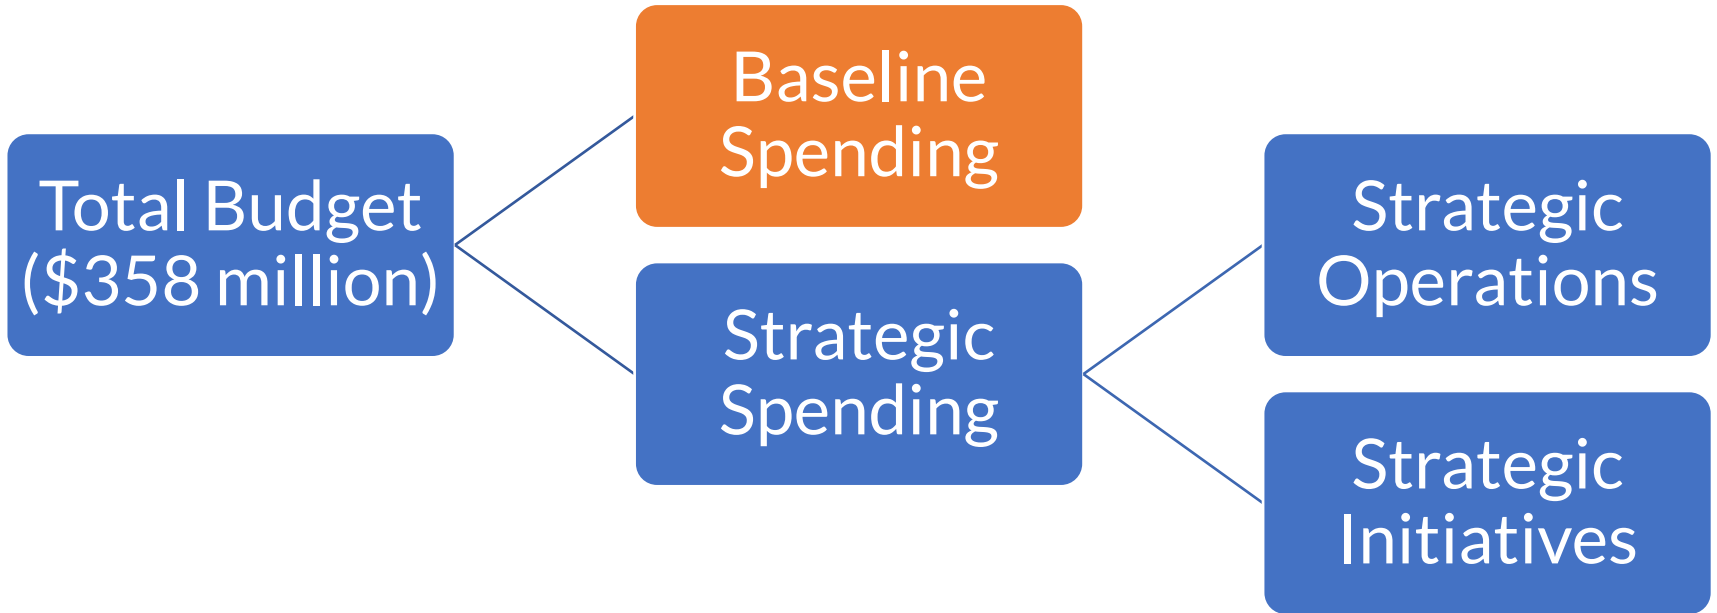 Total Budget
($358 million)
Baseline
Spending
Strategic
Spending
Strategic
Operations
Strategic
Initiatives